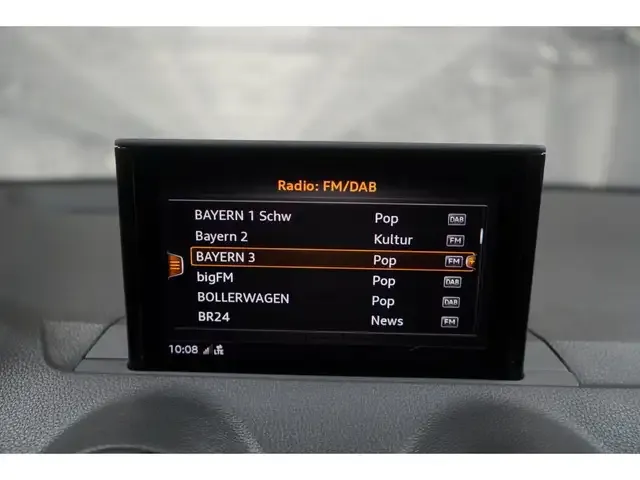 Radio: FM/DAB
BAYERN 1 Schw Pop DAB
Bayern 2 Kultur FM
BAYERN 3 Pop FM
bigFM Pop DAB
BOLLERWAGEN Pop DAB
BR24 News FM
10:08 LTE